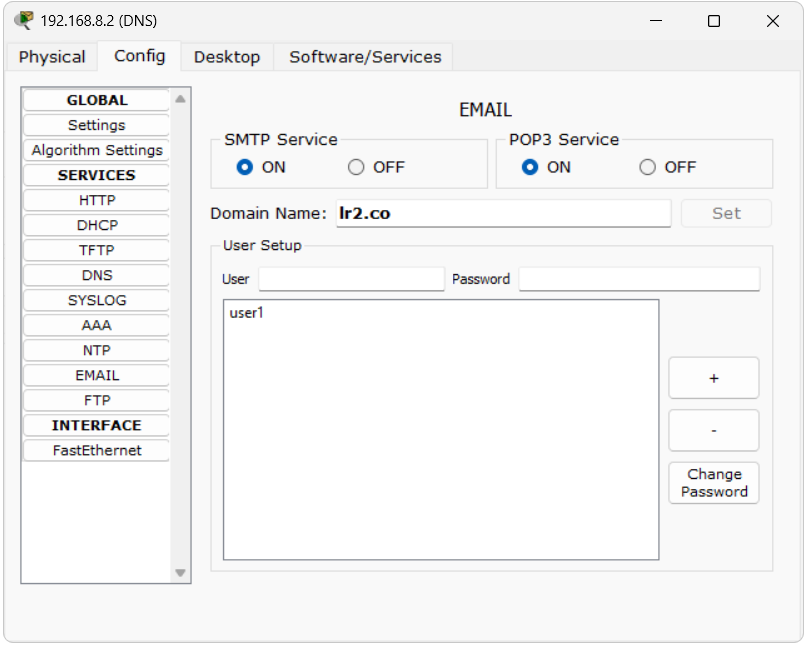 192.168.8.2 (DNS)
Physical Config Desktop Software/Services
GLOBAL
Settings
Algorithm Settings
SERVICES
HTTP
DHCP
TFTP
DNS
SYSLOG
AAA
NTP
EMAIL
FTP
INTERFACE
FastEthernet
EMAIL
SMTP Service
ON OFF
POP3 Service
ON OFF
Domain Name: lr2.co Set
User Setup
User Password
user1
+
-
Change
Password